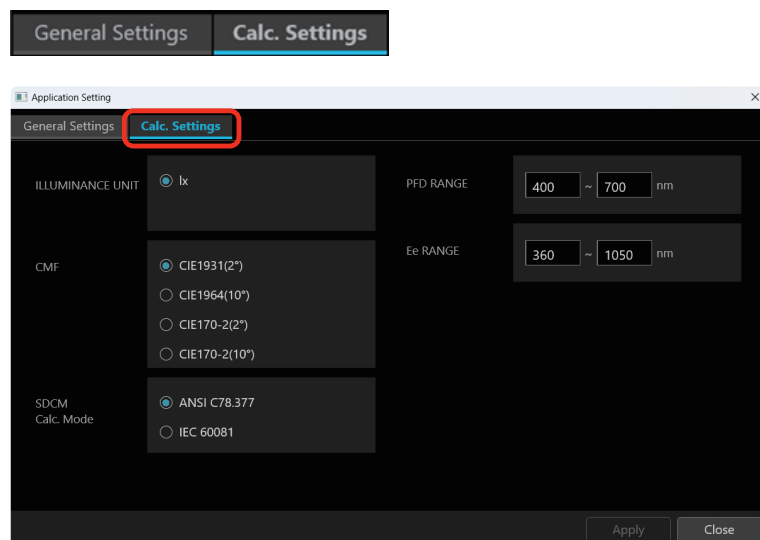 General Settings Calc. Settings
Application Setting
General Settings Calc. Settings
ILLUMINANCE UNIT lx
PFD RANGE 400 ~ 700 nm
CMF CIE1931(2°)
CIE1964(10°)
CIE170-2(2°)
CIE170-2(10°)
Ee RANGE 360 ~ 1050 nm
SDCM
Calc. Mode
ANSI C78.377
IEC 60081
Apply Close